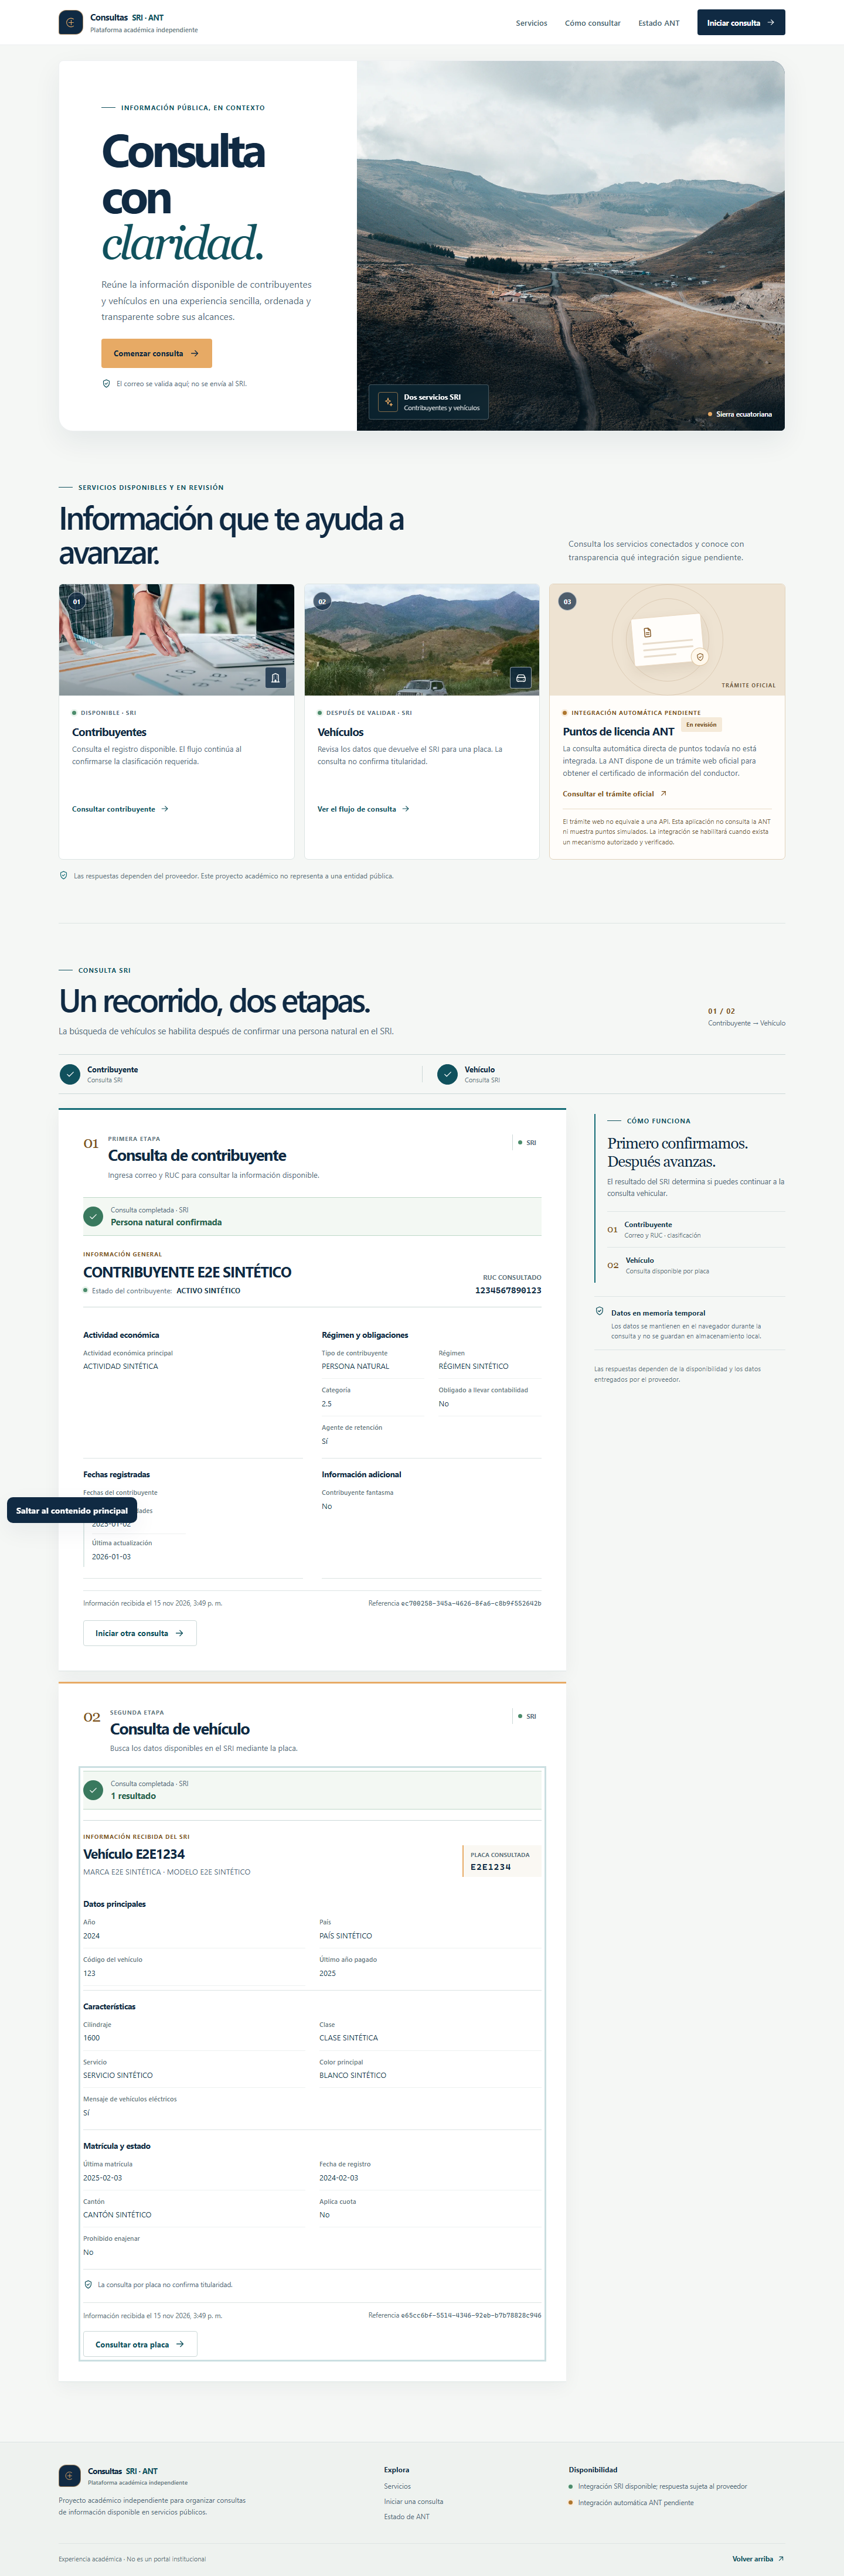 Consultas SRI · ANT
Plataforma académica independiente
Servicios
Cómo consultar
Estado ANT
Iniciar consulta
INFORMACIÓN PÚBLICA, EN CONTEXTO
Consulta
con
claridad.
Reúne la información disponible de contribuyentes
y vehículos en una experiencia sencilla, ordenada y
transparente sobre sus alcances.
Comenzar consulta
El correo se valida aquí; no se envía al SRI.
Dos servicios SRI
Contribuyentes y vehículos
Sierra ecuatoriana
SERVICIOS DISPONIBLES Y EN REVISIÓN
Información que te ayuda a
avanzar.
Consulta los servicios conectados y conoce con
transparencia qué integración sigue pendiente.
01
DISPONIBLE · SRI
Contribuyentes
Consulta el registro disponible. El flujo continúa al
confirmarse la clasificación requerida.
Consultar contribuyente
02
DESPUÉS DE VALIDAR · SRI
Vehículos
Revisa los datos que devuelve el SRI para una placa. La
consulta no confirma titularidad.
Ver el flujo de consulta
03
TRÁMITE OFICIAL
INTEGRACIÓN AUTOMÁTICA PENDIENTE
Puntos de licencia ANT
En revisión
La consulta automática directa de puntos todavía no está
integrada. La ANT dispone de un trámite web oficial para
obtener el certificado de información del conductor.
Consultar el trámite oficial
El trámite web no equivale a una API. Esta aplicación no consulta la ANT
ni muestra puntos simulados. La integración se habilitará cuando exista
un mecanismo autorizado y verificado.
Las respuestas dependen del proveedor. Este proyecto académico no representa a una entidad pública.
CONSULTA SRI
Un recorrido, dos etapas.
La búsqueda de vehículos se habilita después de confirmar una persona natural en el SRI.
01 / 02
Contribuyente → Vehículo
Contribuyente
Consulta SRI
Vehículo
Consulta SRI
01
PRIMERA ETAPA
Consulta de contribuyente
Ingresa correo y RUC para consultar la información disponible.
SRI
Consulta completada · SRI
Persona natural confirmada
INFORMACIÓN GENERAL
CONTRIBUYENTE E2E SINTÉTICO
Estado del contribuyente: ACTIVO SINTÉTICO
RUC CONSULTADO
1234567890123
Actividad económica
Actividad económica principal
ACTIVIDAD SINTÉTICA
Régimen y obligaciones
Tipo de contribuyente
PERSONA NATURAL
Régimen
RÉGIMEN SINTÉTICO
Categoría
2.5
Obligado a llevar contabilidad
No
Agente de retención
Sí
Fechas registradas
Fechas del contribuyente
Saltar al contenido principal
2025-01-02
Última actualización
2026-01-03
Información adicional
Contribuyente fantasma
No
Información recibida el 15 nov 2026, 3:49 p. m.
Referencia ec700258-345a-4626-8fa6-c8b9f552642b
Iniciar otra consulta
CÓMO FUNCIONA
Primero confirmamos.
Después avanzas.
El resultado del SRI determina si puedes continuar a la
consulta vehicular.
01
Contribuyente
Correo y RUC · clasificación
02
Vehículo
Consulta disponible por placa
Datos en memoria temporal
Los datos se mantienen en el navegador durante la
consulta y no se guardan en almacenamiento local.
Las respuestas dependen de la disponibilidad y los datos
entregados por el proveedor.
02
SEGUNDA ETAPA
Consulta de vehículo
Busca los datos disponibles en el SRI mediante la placa.
SRI
Consulta completada · SRI
1 resultado
INFORMACIÓN RECIBIDA DEL SRI
Vehículo E2E1234
MARCA E2E SINTÉTICA · MODELO E2E SINTÉTICO
PLACA CONSULTADA
E2E1234
Datos principales
Año
2024
País
PAÍS SINTÉTICO
Código del vehículo
123
Último año pagado
2025
Características
Cilindraje
1600
Clase
CLASE SINTÉTICA
Servicio
SERVICIO SINTÉTICO
Color principal
BLANCO SINTÉTICO
Mensaje de vehículos eléctricos
Sí
Matrícula y estado
Última matrícula
2025-02-03
Fecha de registro
2024-02-03
Cantón
CANTÓN SINTÉTICO
Aplica cuota
No
Prohibido enajenar
No
La consulta por placa no confirma titularidad.
Información recibida el 15 nov 2026, 3:49 p. m.
Referencia e65cc6bf-5514-4346-92eb-b7b78828c946
Consultar otra placa
Consultas SRI · ANT
Plataforma académica independiente
Proyecto académico independiente para organizar consultas
de información disponible en servicios públicos.
Explora
Servicios
Iniciar una consulta
Estado de ANT
Disponibilidad
Integración SRI disponible; respuesta sujeta al proveedor
Integración automática ANT pendiente
Experiencia académica · No es un portal institucional
Volver arriba